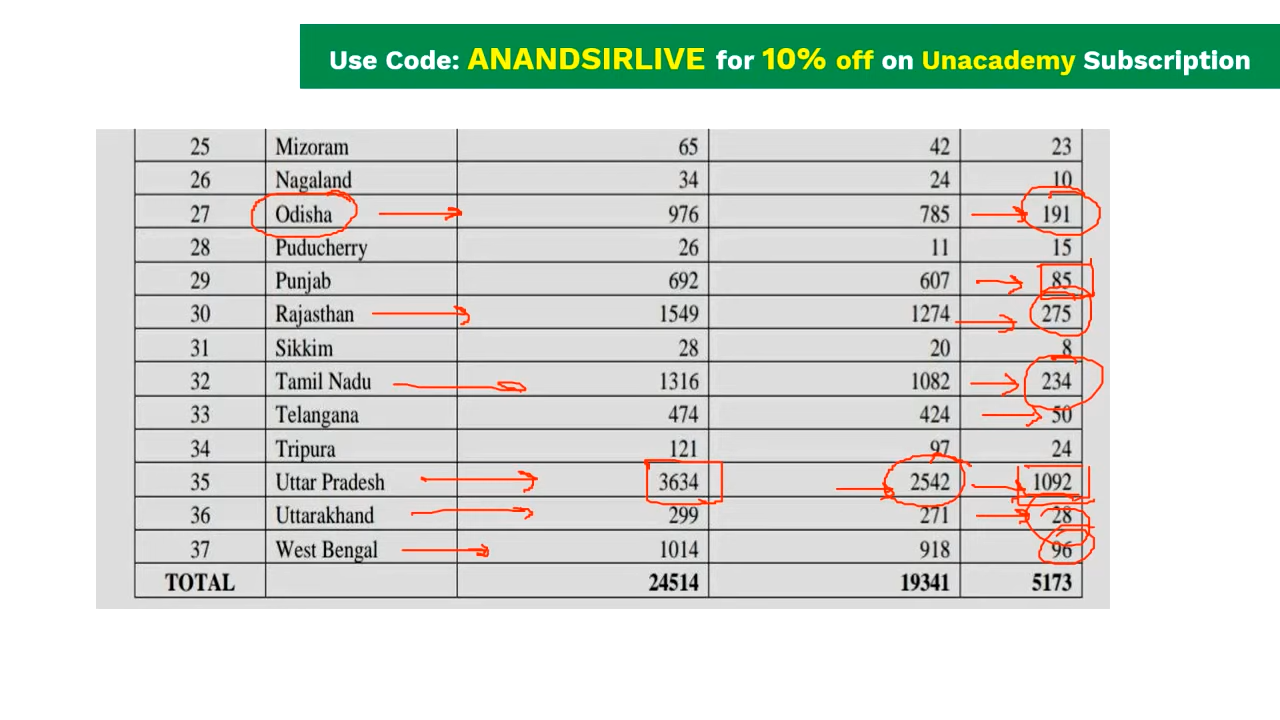 Use Code: ANANDSIRLIVE for 10% off on Unacademy Subscription
25 Mizoram 65 42 23
26 Nagaland 34 24 10
27 Odisha 976 785 191
28 Puducherry 26 11 15
29 Punjab 692 607 85
30 Rajasthan 1549 1274 275
31 Sikkim 28 20 8
32 Tamil Nadu 1316 1082 234
33 Telangana 474 424 50
34 Tripura 121 97 24
35 Uttar Pradesh 3634 2542 1092
36 Uttarakhand 299 271 28
37 West Bengal 1014 918 96
TOTAL 24514 19341 5173